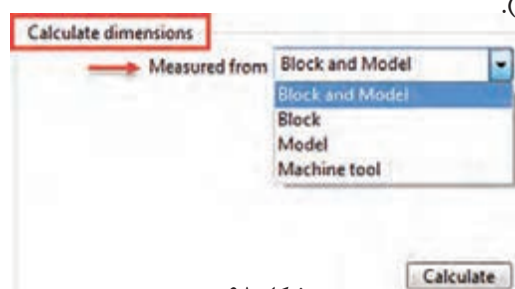 .(
Calculate dimensions
Measured from Block and Model
Block and Model
Block
Model
Machine tool
Calculate